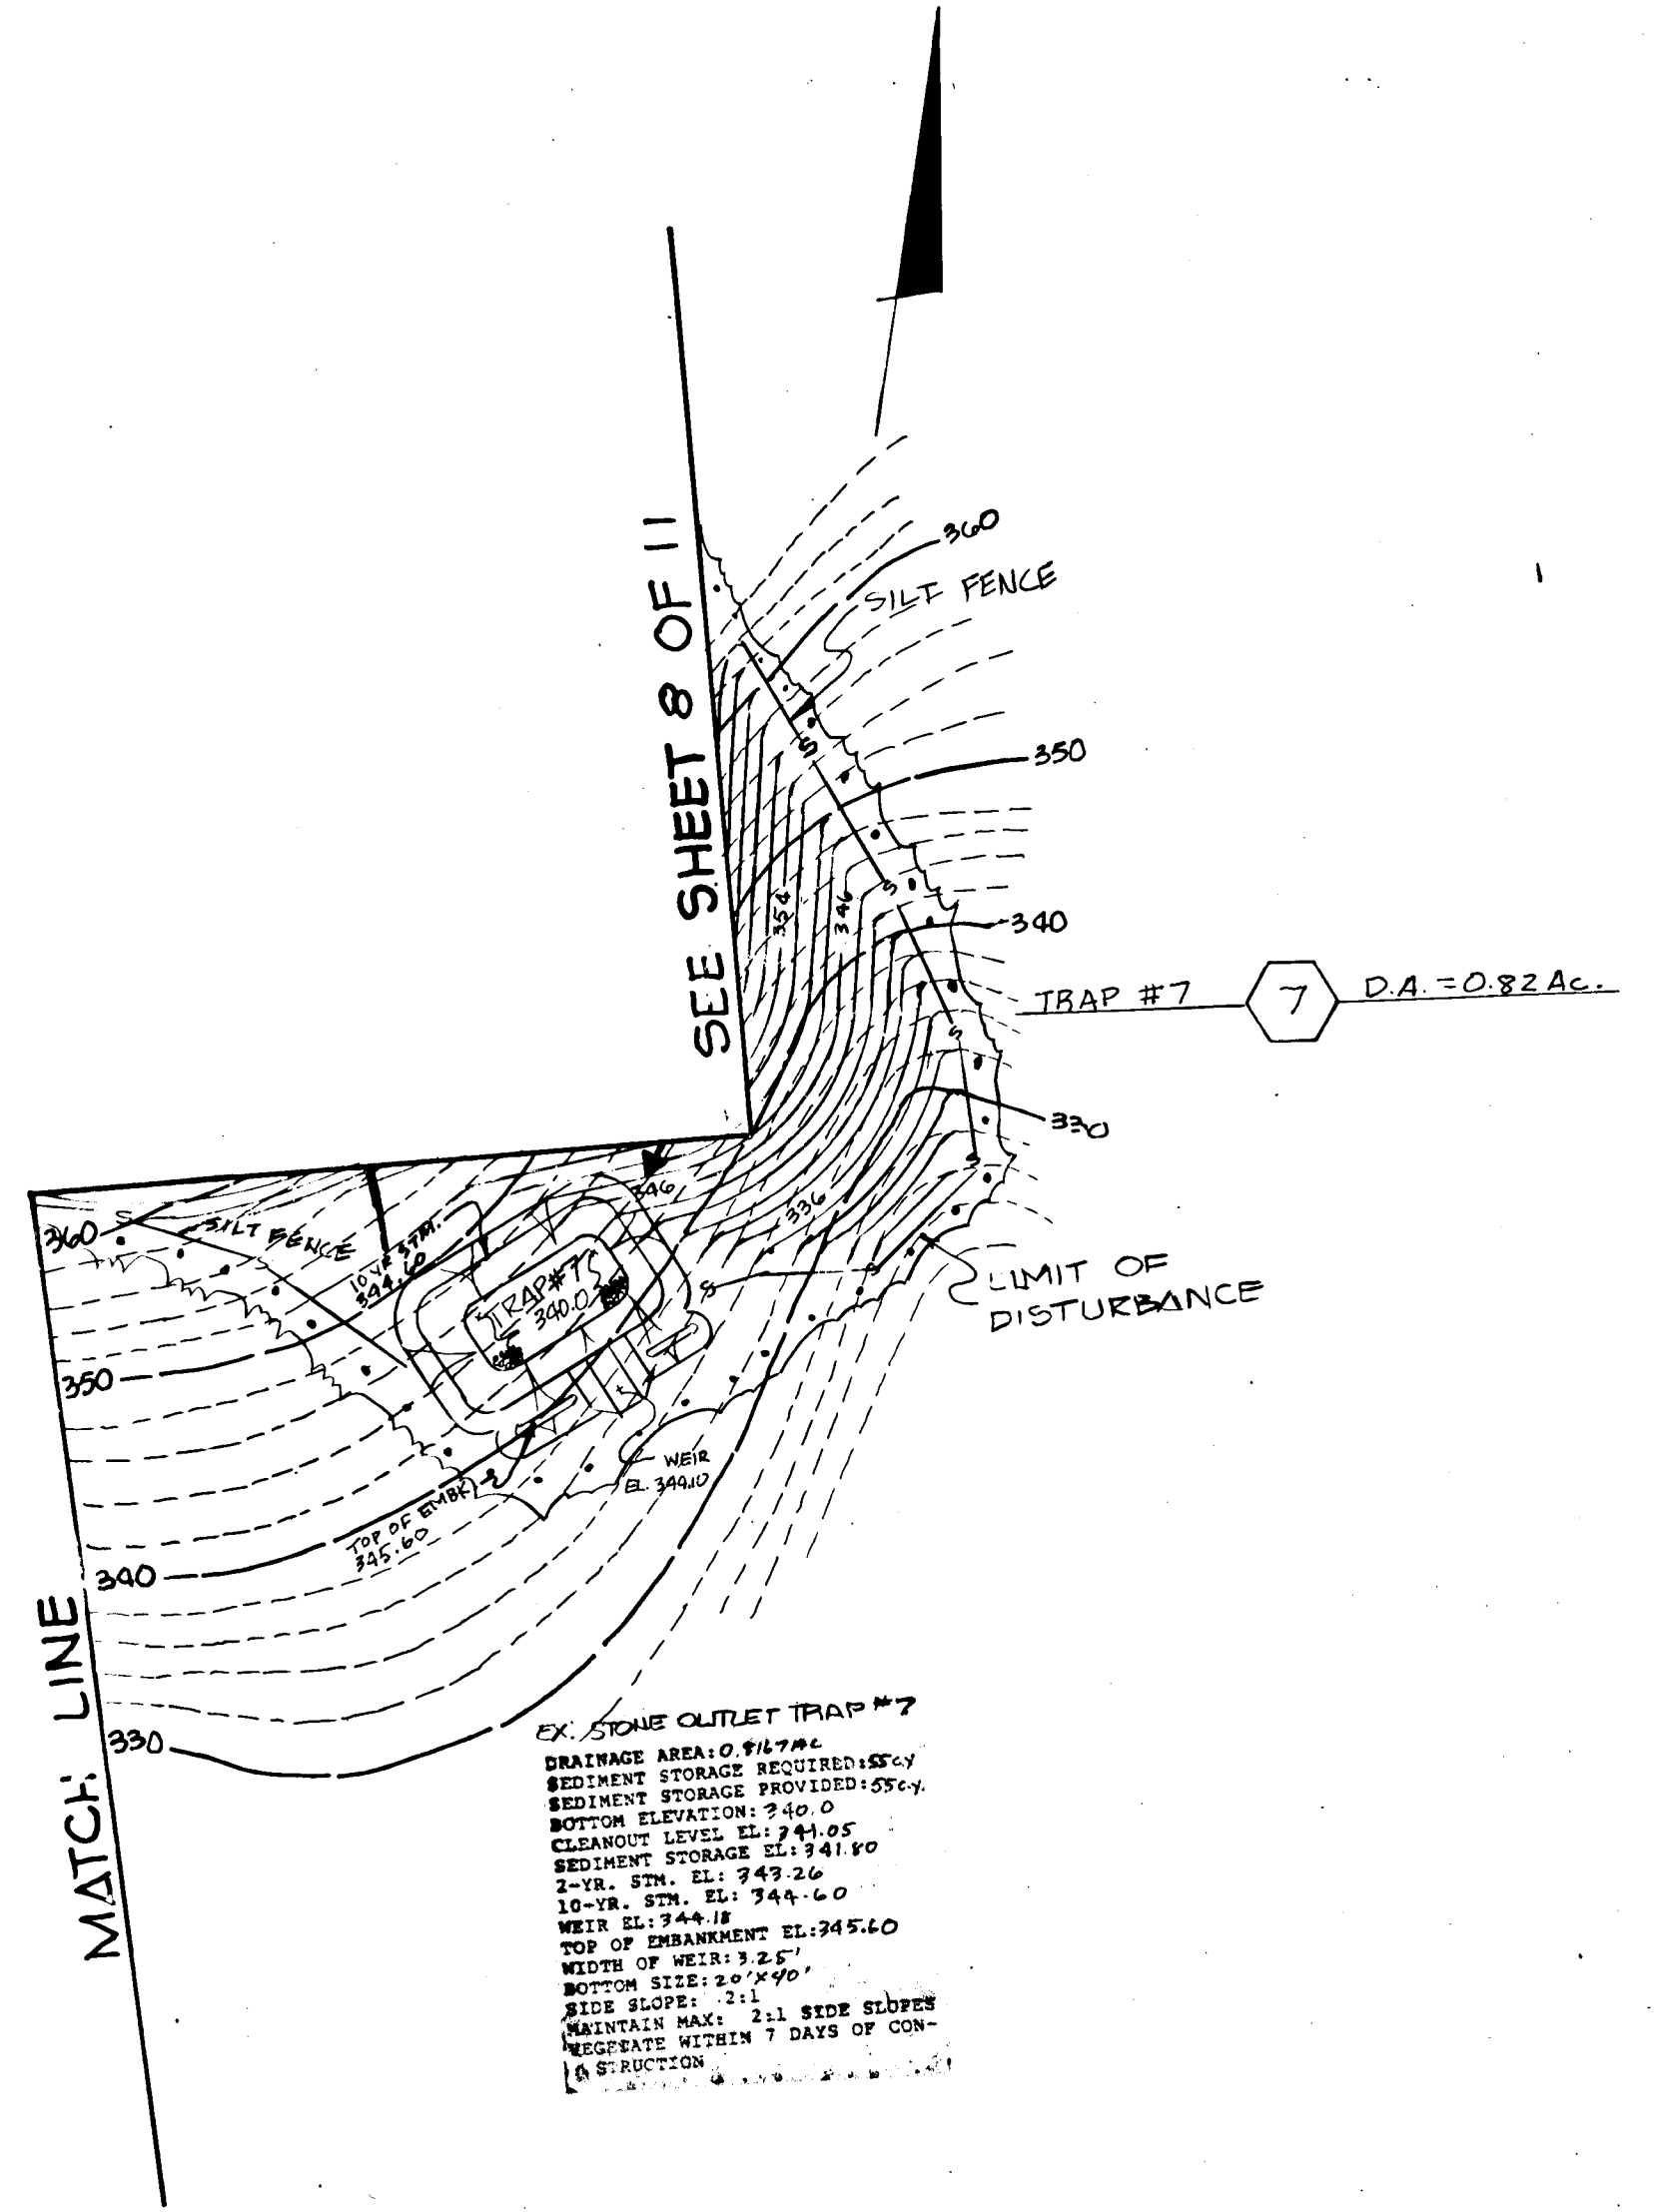 SEE SHEET 8 OF 11
360
SILT FENCE
350
354
346
340
TRAP #7
7
D.A. = 0.82 AC.
330
346
336
360
S
SILT FENCE
10 YR STM.
344.60
TRAP #7
340.0
LIMIT OF
DISTURBANCE
350
WEIR
EL. 344.10
TOP OF EMBK
345.60
340
MATCH LINE
330
EX. STONE OUTLET TRAP #7
DRAINAGE AREA: 0.8167 AC
SEDIMENT STORAGE REQUIRED: 55 c.y
SEDIMENT STORAGE PROVIDED: 55 c.y.
BOTTOM ELEVATION: 340.0
CLEANOUT LEVEL EL: 341.05
SEDIMENT STORAGE EL: 341.80
2-YR. STM. EL: 343.26
10-YR. STM. EL: 344.60
WEIR EL: 344.18
TOP OF EMBANKMENT EL: 345.60
WIDTH OF WEIR: 3.25'
BOTTOM SIZE: 20' X 40'
SIDE SLOPE: 2:1
MAINTAIN MAX: 2:1 SIDE SLOPES
VEGETATE WITHIN 7 DAYS OF CON-
STRUCTION